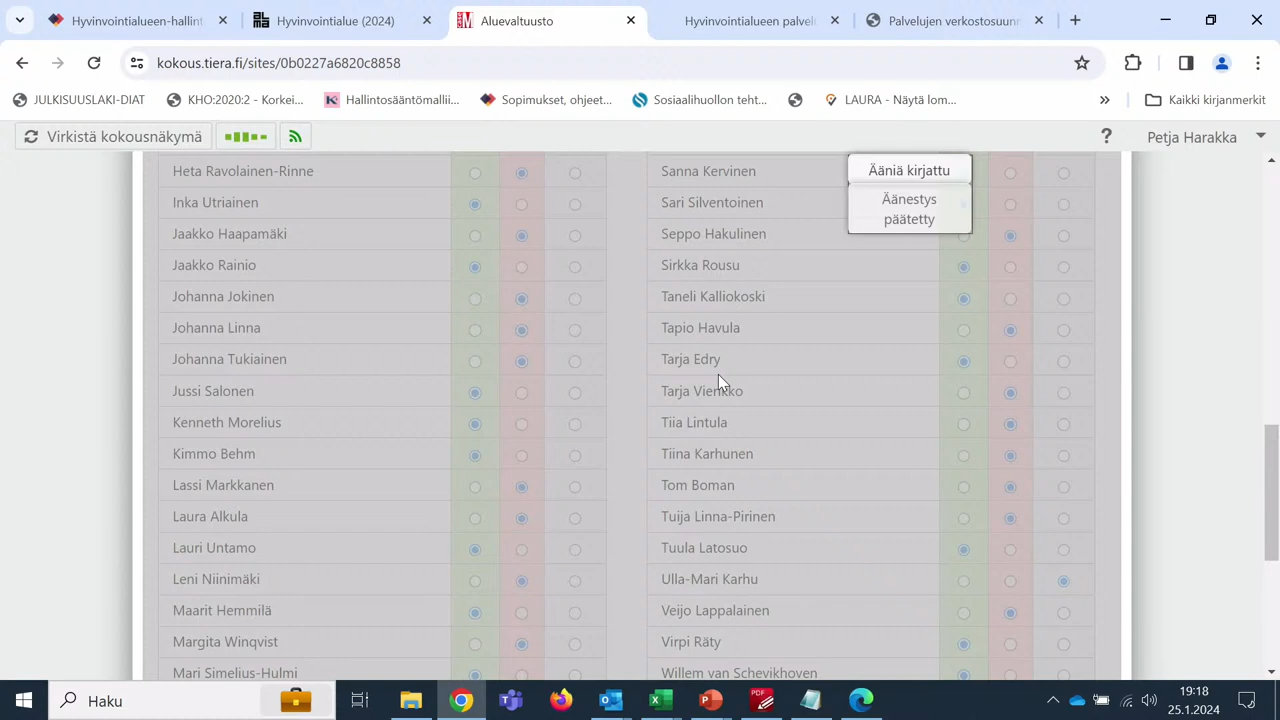 Hyvinvointialueen-hallin
Hyvinvointialue (2024)
Aluevaltuusto
Hyvinvointialueen palvel
Palvelujen verkostosuunn
kokous.tiera.fi/sites/0b0227a6820c8858
JULKISUUSLAKI-DIAT
KHO:2020:2 - Korkei...
Hallintosääntömallii...
Sopimukset, ohjeet...
Sosiaalihuollon teht...
LAURA – Näytä lom...
Kaikki kirjanmerkit
Virkistä kokousnäkymä
Petja Harakka
Heta Ravolainen-Rinne
Inka Utriainen
Jaakko Haapamäki
Jaakko Rainio
Johanna Jokinen
Johanna Linna
Johanna Tukiainen
Jussi Salonen
Kenneth Morelius
Kimmo Behm
Lassi Markkanen
Laura Alkula
Lauri Untamo
Leni Niinimäki
Maarit Hemmilä
Margita Winqvist
Mari Simelius-Hulmi
Sanna Kervinen
Sari Silventoinen
Seppo Hakulinen
Sirkka Rousu
Taneli Kalliokoski
Tapio Havula
Tarja Edry
Tarja Vienkko
Tiia Lintula
Tiina Karhunen
Tom Boman
Tuija Linna-Pirinen
Tuula Latosuo
Ulla-Mari Karhu
Veijo Lappalainen
Virpi Räty
Willem van Schevikhoven
Ääniä kirjattu
Äänestys
päätetty
Haku
19:18
25.1.2024